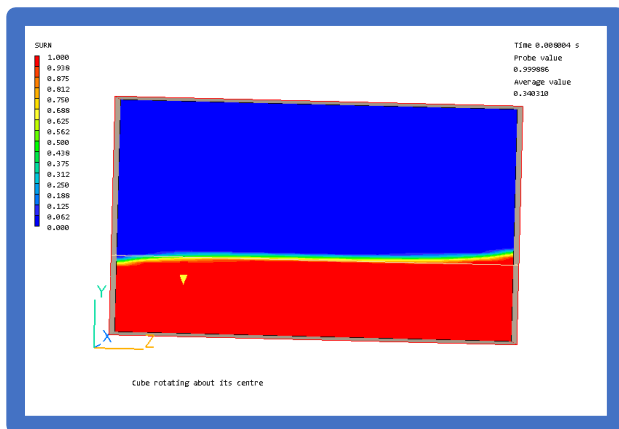 SURN
1.000
0.938
0.875
0.812
0.750
0.688
0.625
0.562
0.500
0.438
0.375
0.312
0.250
0.188
0.125
0.062
0.000
Time 0.008004 s
Probe value
0.999886
Average value
0.340310
Y
X
Z
Cube rotating about its centre